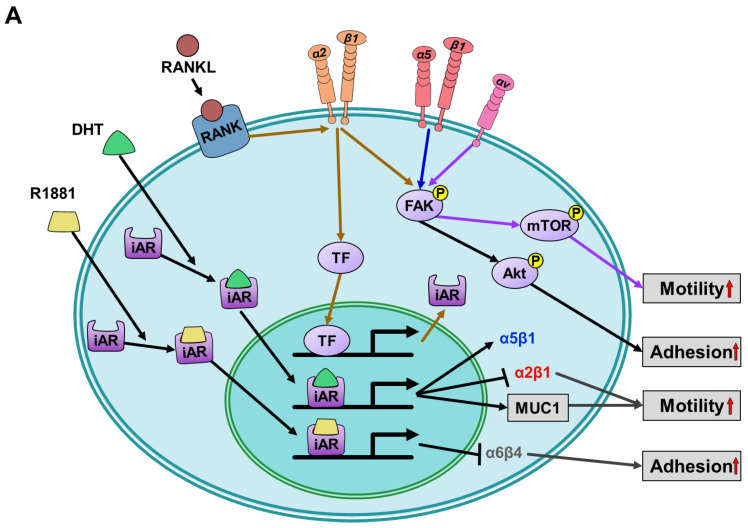 A
RANKL
RANK
α2
β1
α5
β1
αv
DHT
R1881
FAK
P
mTOR
P
Akt
P
iAR
iAR
iAR
iAR
TF
TF
iAR
iAR
iAR
α5β1
α2β1
MUC1
α6β4
Motility
Adhesion
Motility
Adhesion